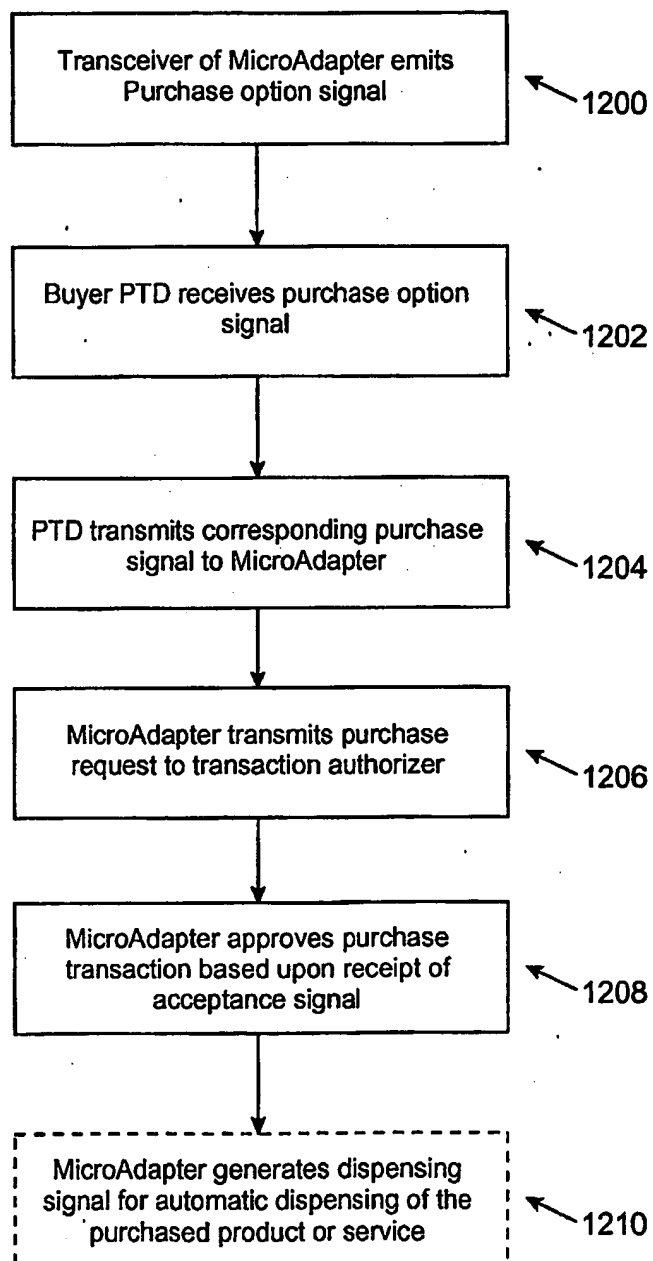 Transceiver of MicroAdapter emits
Purchase option signal
1200
Buyer PTD receives purchase option
signal
1202
PTD transmits corresponding purchase
signal to MicroAdapter
1204
MicroAdapter transmits purchase
request to transaction authorizer
1206
MicroAdapter approves purchase
transaction based upon receipt of
acceptance signal
1208
MicroAdapter generates dispensing
signal for automatic dispensing of the
purchased product or service
1210